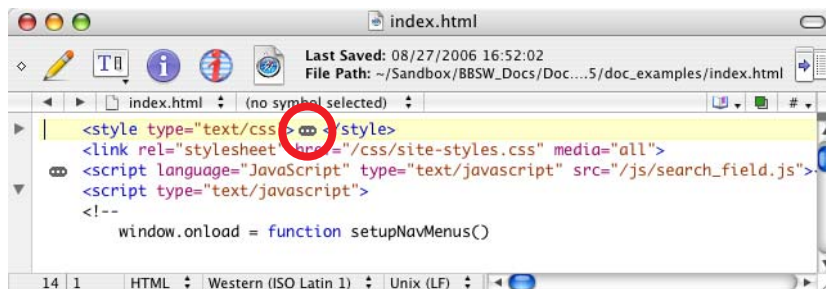 index.html
Last Saved: 08/27/2006 16:52:02
File Path: ~/Sandbox/BBSW_Docs/Doc....5/doc_examples/index.html
index.html (no symbol selected) #
<style type="text/css"></style>
<link rel="stylesheet" href="/css/site-styles.css" media="all">
<script language="JavaScript" type="text/javascript" src="/js/search_field.js">
<script type="text/javascript">
<!--
window.onload = function setupNavMenus()
14 1 HTML Western (ISO Latin 1) Unix (LF)